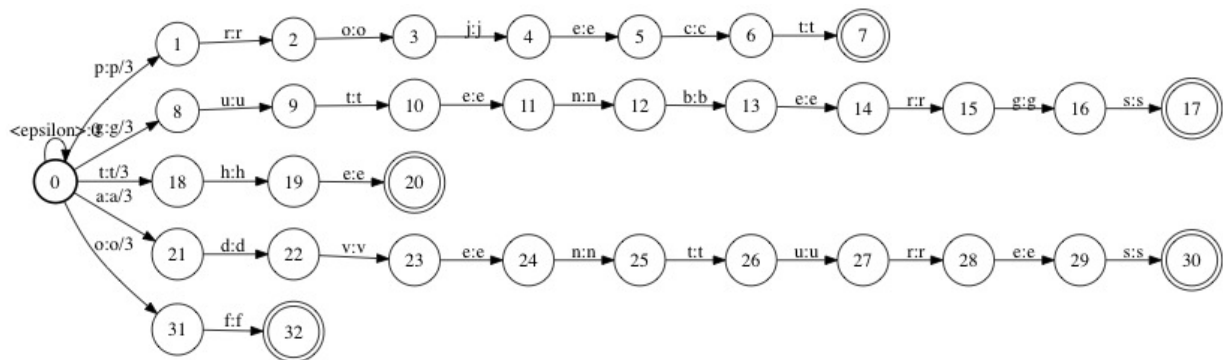 1 r:r 2 o:o 3 j:j 4 e:e 5 c:c 6 t:t 7
p:p/3
8 u:u 9 t:t 10 e:e 11 n:n 12 b:b 13 e:e 14 r:r 15 g:g 16 s:s 17
<epsilon>:0 g:g/3
0 t:t/3 18 h:h 19 e:e 20
a:a/3
o:o/3 21 d:d 22 v:v 23 e:e 24 n:n 25 t:t 26 u:u 27 r:r 28 e:e 29 s:s 30
31 f:f 32